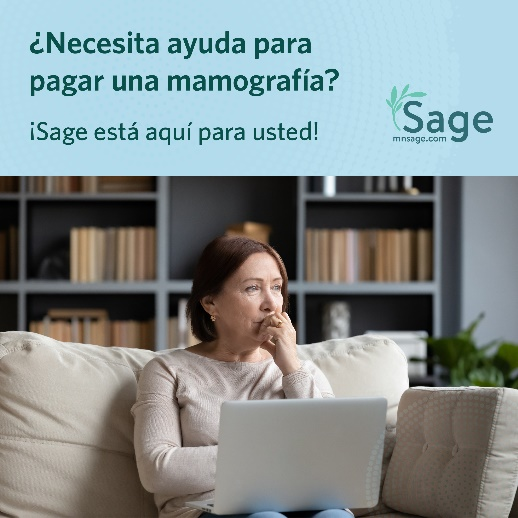 ¿Necesita ayuda para
pagar una mamografía?
¡Sage está aquí para usted!
Sage
mnsage.com